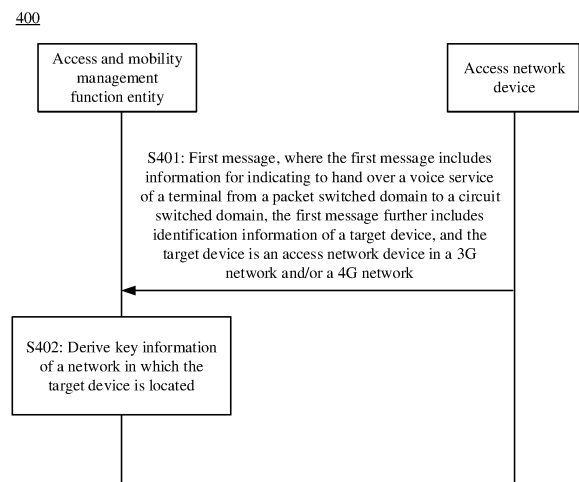 400
Access and mobility
management
function entity
Access network
device
S401: First message, where the first message includes
information for indicating to hand over a voice service
of a terminal from a packet switched domain to a circuit
switched domain, the first message further includes
identification information of a target device, and the
target device is an access network device in a 3G
network and/or a 4G network
S402: Derive key information
of a network in which the
target device is located